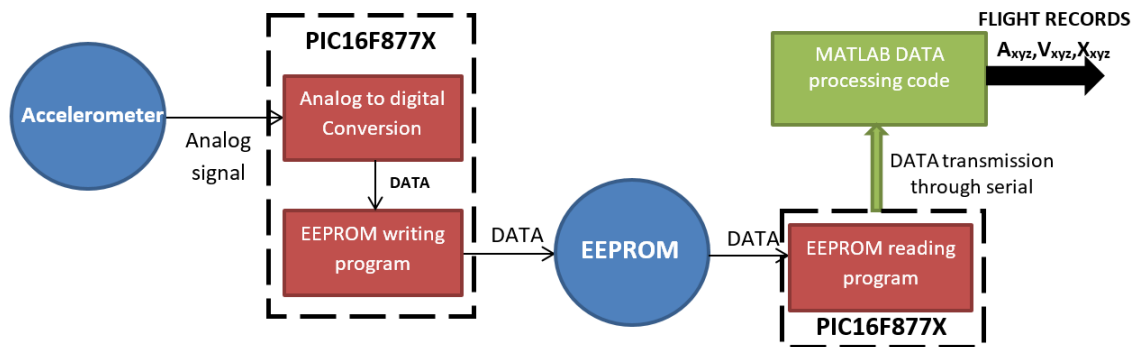 Accelerometer
Analog
signal
PIC16F877X
Analog to digital
Conversion
DATA
EEPROM writing
program
DATA
EEPROM
DATA
EEPROM reading
program
PIC16F877X
DATA transmission
through serial
MATLAB DATA
processing code
FLIGHT RECORDS
Axyz,Vxyz,Xxyz